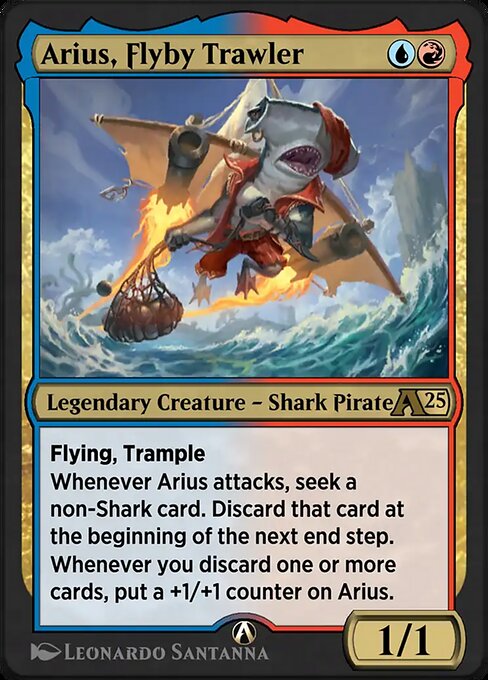 Arius, Flyby Trawler
Legendary Creature – Shark Pirate
A25
Flying, Trample
Whenever Arius attacks, seek a
non-Shark card. Discard that card at
the beginning of the next end step.
Whenever you discard one or more
cards, put a +1/+1 counter on Arius.
1/1
Leonardo Santanna